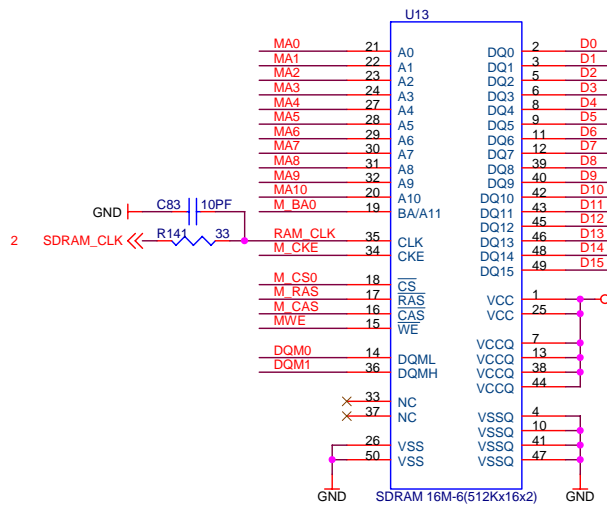 U13
MA0 21 A0 DQ0 2 D0
MA1 22 A1 DQ1 3 D1
MA2 23 A2 DQ2 5 D2
MA3 24 A3 DQ3 6 D3
MA4 27 A4 DQ4 8 D4
MA5 28 A5 DQ5 9 D5
MA6 29 A6 DQ6 11 D6
MA7 30 A7 DQ7 12 D7
MA8 31 A8 DQ8 39 D8
MA9 32 A9 DQ9 40 D9
MA10 20 A10 DQ10 42 D10
GND C83 10PF M_BA0 19 BA/A11 DQ11 43 D11
DQ12 45 D12
2 SDRAM_CLK R141 33 RAM_CLK 35 CLK DQ13 46 D13
M_CKE 34 CKE DQ14 48 D14
DQ15 49 D15
M_CS0 18 CS
M_RAS 17 RAS VCC 1
M_CAS 16 CAS VCC 25
MWE 15 WE
VCCQ 7
DQM0 14 DQML VCCQ 13
DQM1 36 DQMH VCCQ 38
VCCQ 44
33 NC
37 NC VSSQ 4
VSSQ 10
26 VSS VSSQ 41
50 VSS VSSQ 47
GND SDRAM 16M-6(512Kx16x2) GND